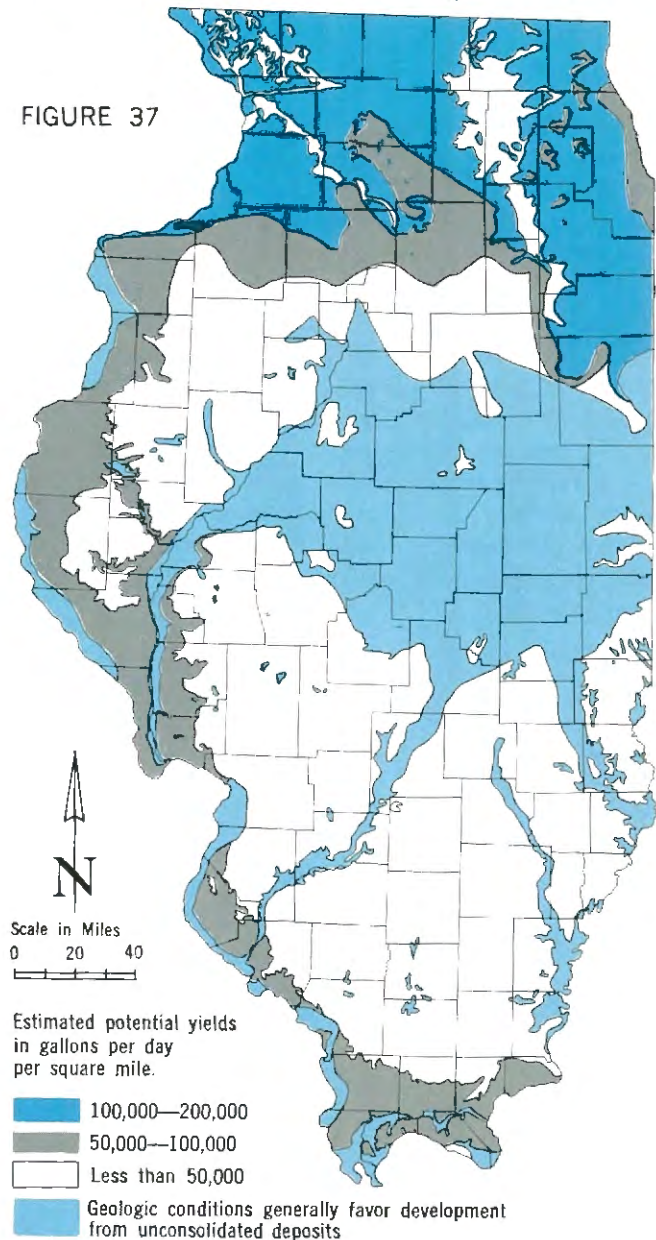 FIGURE 37
N
Scale in Miles
0 20 40
Estimated potential yields
in gallons per day
per square mile.
100,000—200,000
50,000--100,000
Less than 50,000
Geologic conditions generally favor development
from unconsolidated deposits